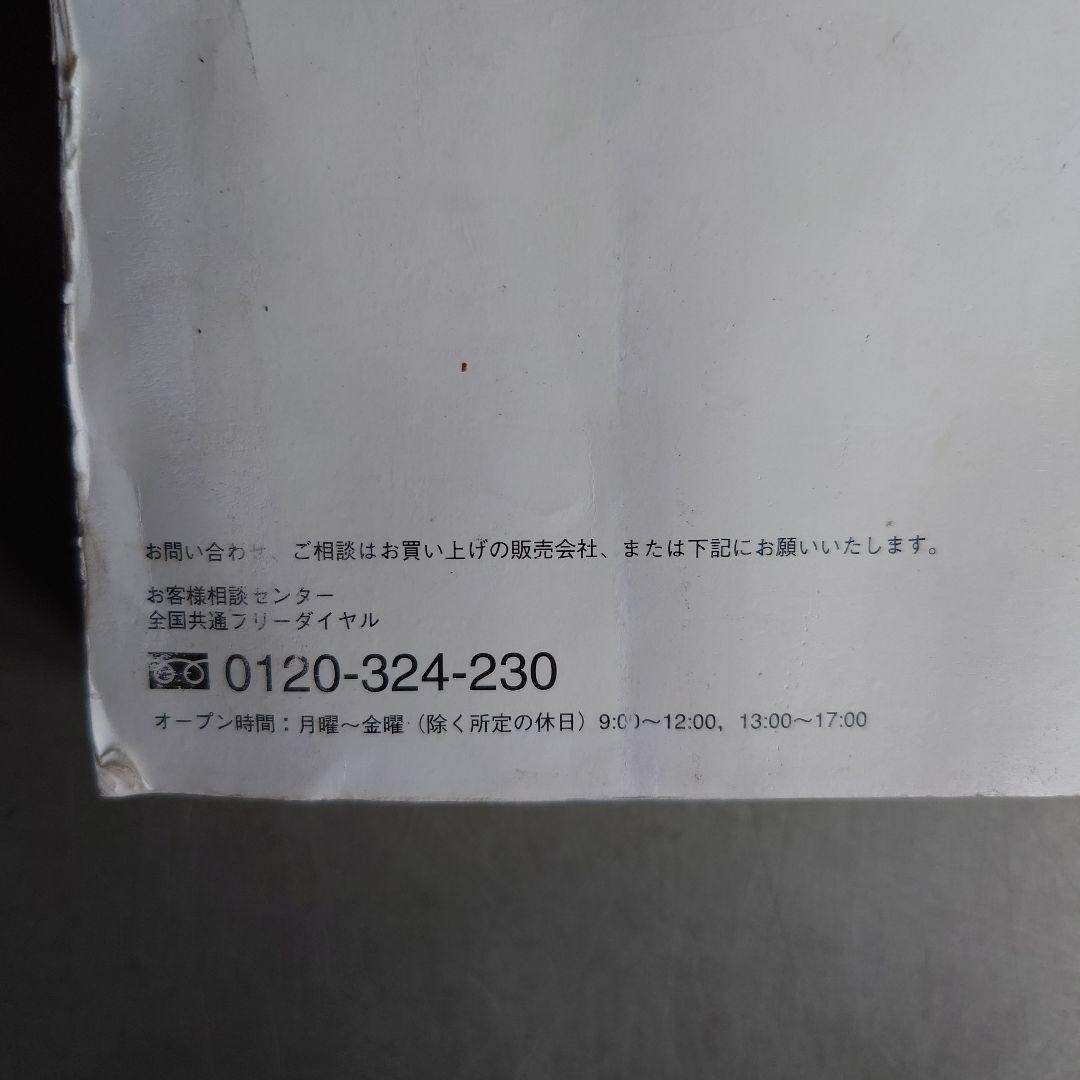 お問い合わせ、ご相談はお買い上げの販売会社、または下記にお願いいたします。
お客様相談センター
全国共通フリーダイヤル
0120-324-230
オープン時間：月曜～金曜（除く所定の休日）9:00～12:00，13:00～17:00